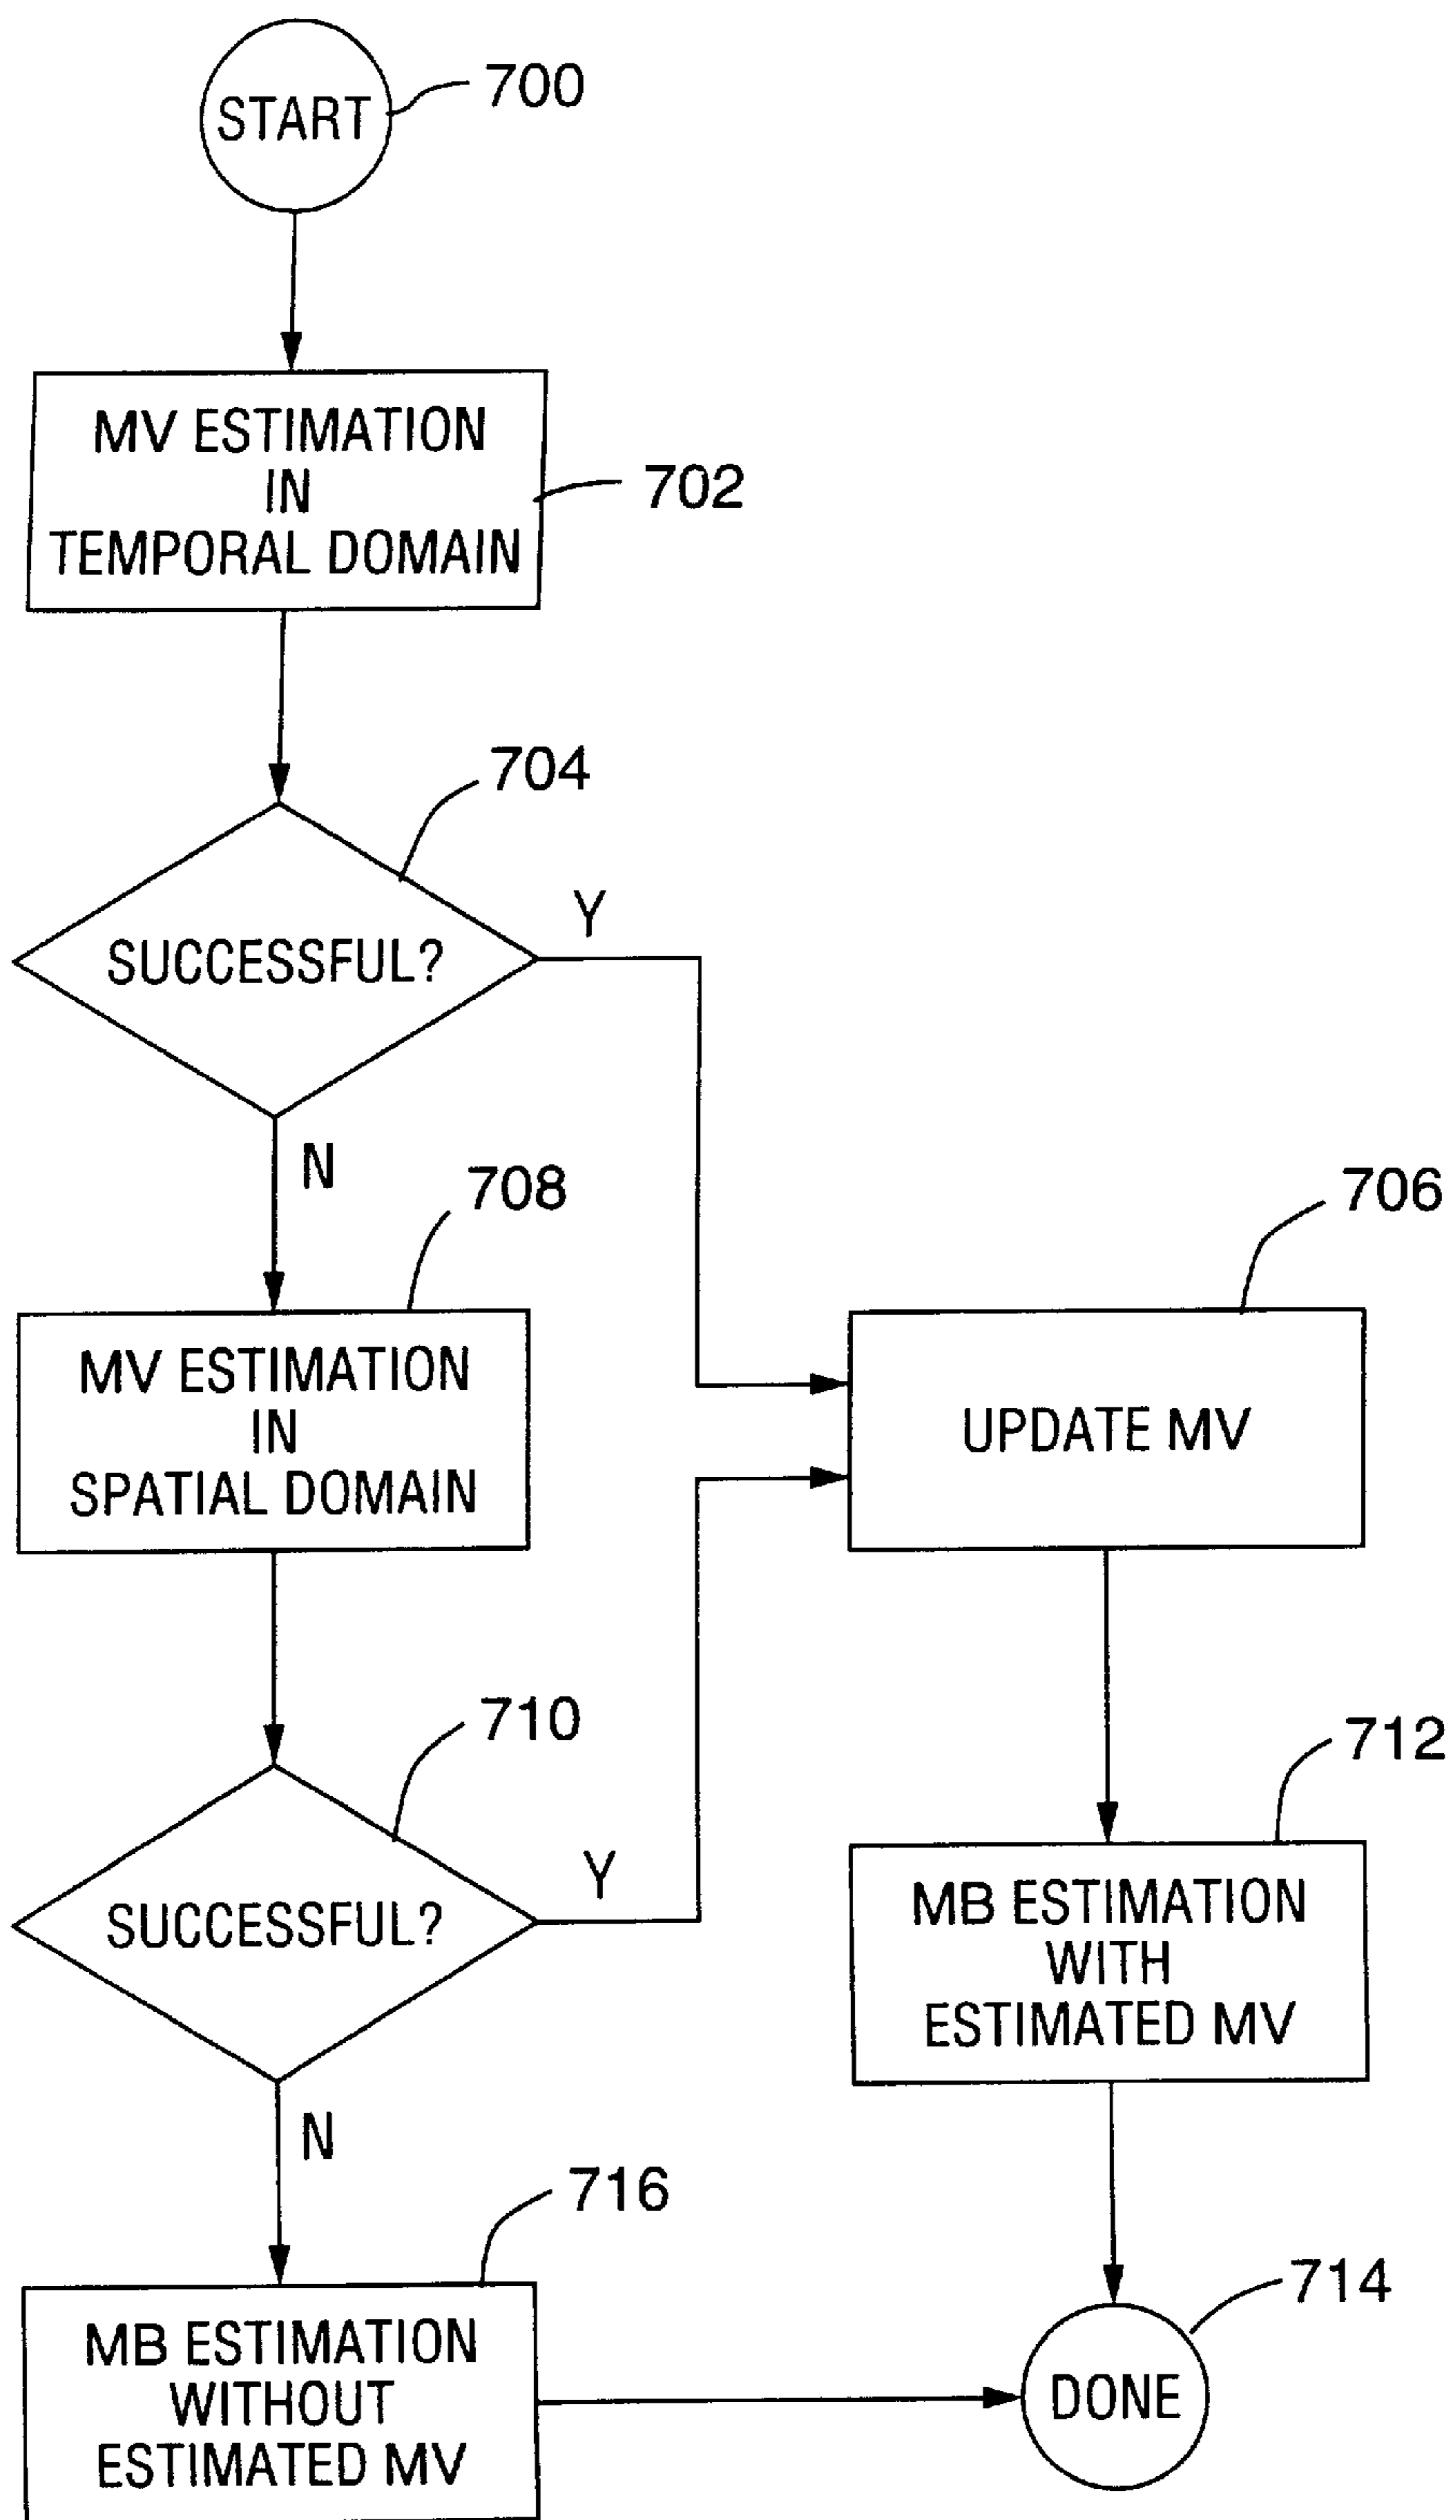 START
700
MV ESTIMATION
IN
TEMPORAL DOMAIN
702
704
SUCCESSFUL?
Y
N
708
706
MV ESTIMATION
IN
SPATIAL DOMAIN
UPDATE MV
710
712
SUCCESSFUL?
Y
MB ESTIMATION
WITH
ESTIMATED MV
N
716
714
MB ESTIMATION
WITHOUT
ESTIMATED MV
DONE